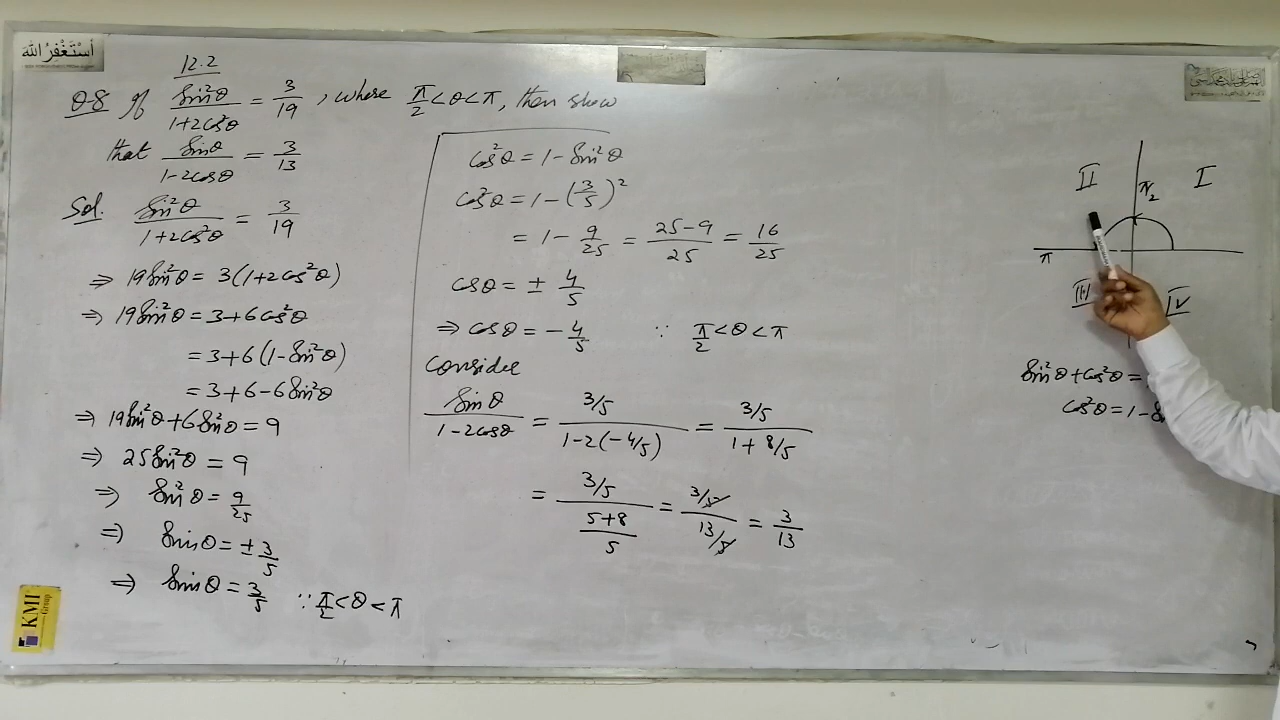 أستغفر الله
12.2
Q8 If sin²θ/(1+2cos²θ) = 3/19, where π/2 < θ < π, then show
that sinθ/(1-2cosθ) = 3/13
Sol. sin²θ/(1+2cos²θ) = 3/19
⇒ 19sin²θ = 3(1+2cos²θ)
⇒ 19sin²θ = 3+6cos²θ
= 3+6(1-sin²θ)
= 3+6-6sin²θ
⇒ 19sin²θ+6sin²θ = 9
⇒ 25sin²θ = 9
⇒ sin²θ = 9/25
⇒ sinθ = ± 3/5
⇒ sinθ = 3/5 ∵ π/2 < θ < π
cos²θ = 1-sin²θ
cos²θ = 1-(3/5)²
= 1 - 9/25 = (25-9)/25 = 16/25
cosθ = ± 4/5
⇒ cosθ = -4/5 ∵ π/2 < θ < π
Consider
sinθ/(1-2cosθ) = (3/5)/(1-2(-4/5)) = (3/5)/(1+8/5)
= (3/5)/((5+8)/5) = (3/5)/(13/5) = 3/13
II I
π/2
π
III IV
sin²θ+cos²θ =
cos²θ = 1-
KMI
Group